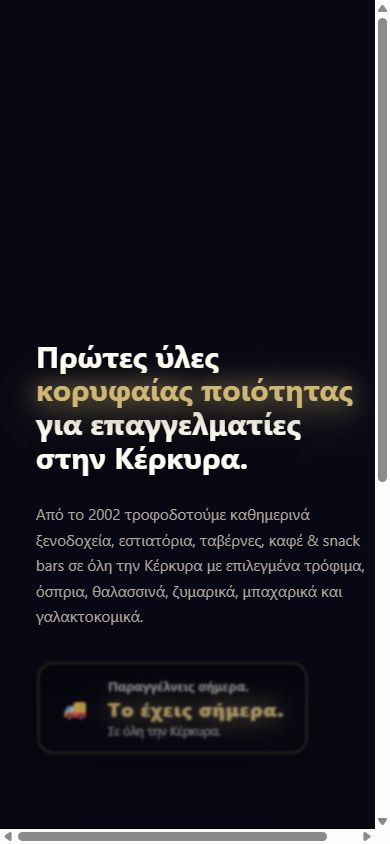 Πρώτες ύλες
κορυφαίας ποιότητας
για επαγγελματίες
στην Κέρκυρα.
Από το 2002 τροφοδοτούμε καθημερινά
ξενοδοχεία, εστιατόρια, ταβέρνες, καφέ & snack
bars σε όλη την Κέρκυρα με επιλεγμένα τρόφιμα,
όσπρια, θαλασσινά, ζυμαρικά, μπαχαρικά και
γαλακτοκομικά.
Παραγγέλνεις σήμερα.
Το έχεις σήμερα.
Σε όλη την Κέρκυρα.